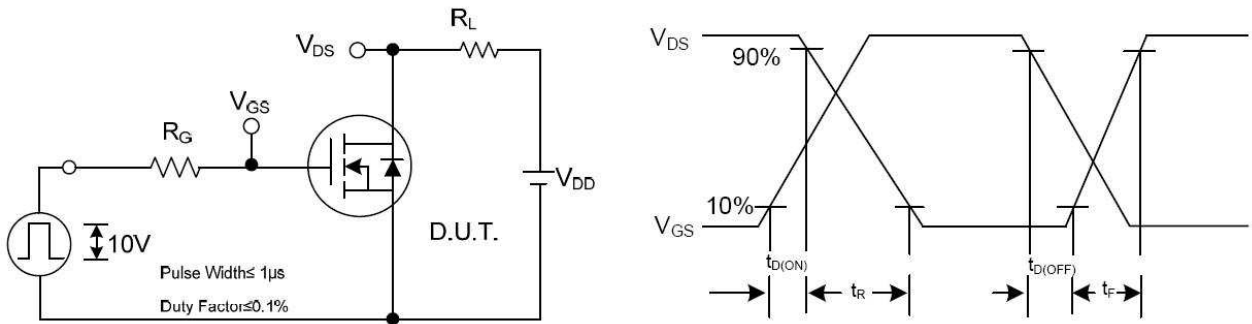 RL
VDS
VGS
RG
VDD
D.U.T.
10V
Pulse Width≤ 1μs
Duty Factor≤0.1%
VDS
90%
10%
VGS
tD(ON)
tR
tD(OFF)
tF